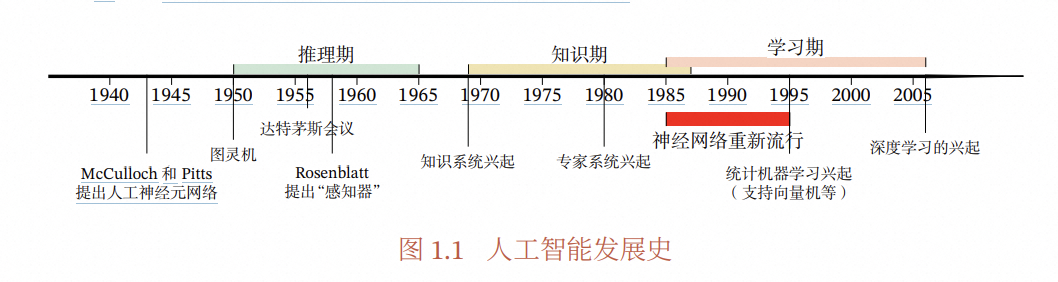 推理期
知识期
学习期
1940 1945 1950 1955 1960 1965 1970 1975 1980 1985 1990 1995 2000 2005
达特茅斯会议
图灵机
McCulloch 和 Pitts
提出人工神经元网络
Rosenblatt
提出“感知器”
知识系统兴起
专家系统兴起
神经网络重新流行
统计机器学习兴起
（支持向量机等）
深度学习的兴起
图 1.1 人工智能发展史